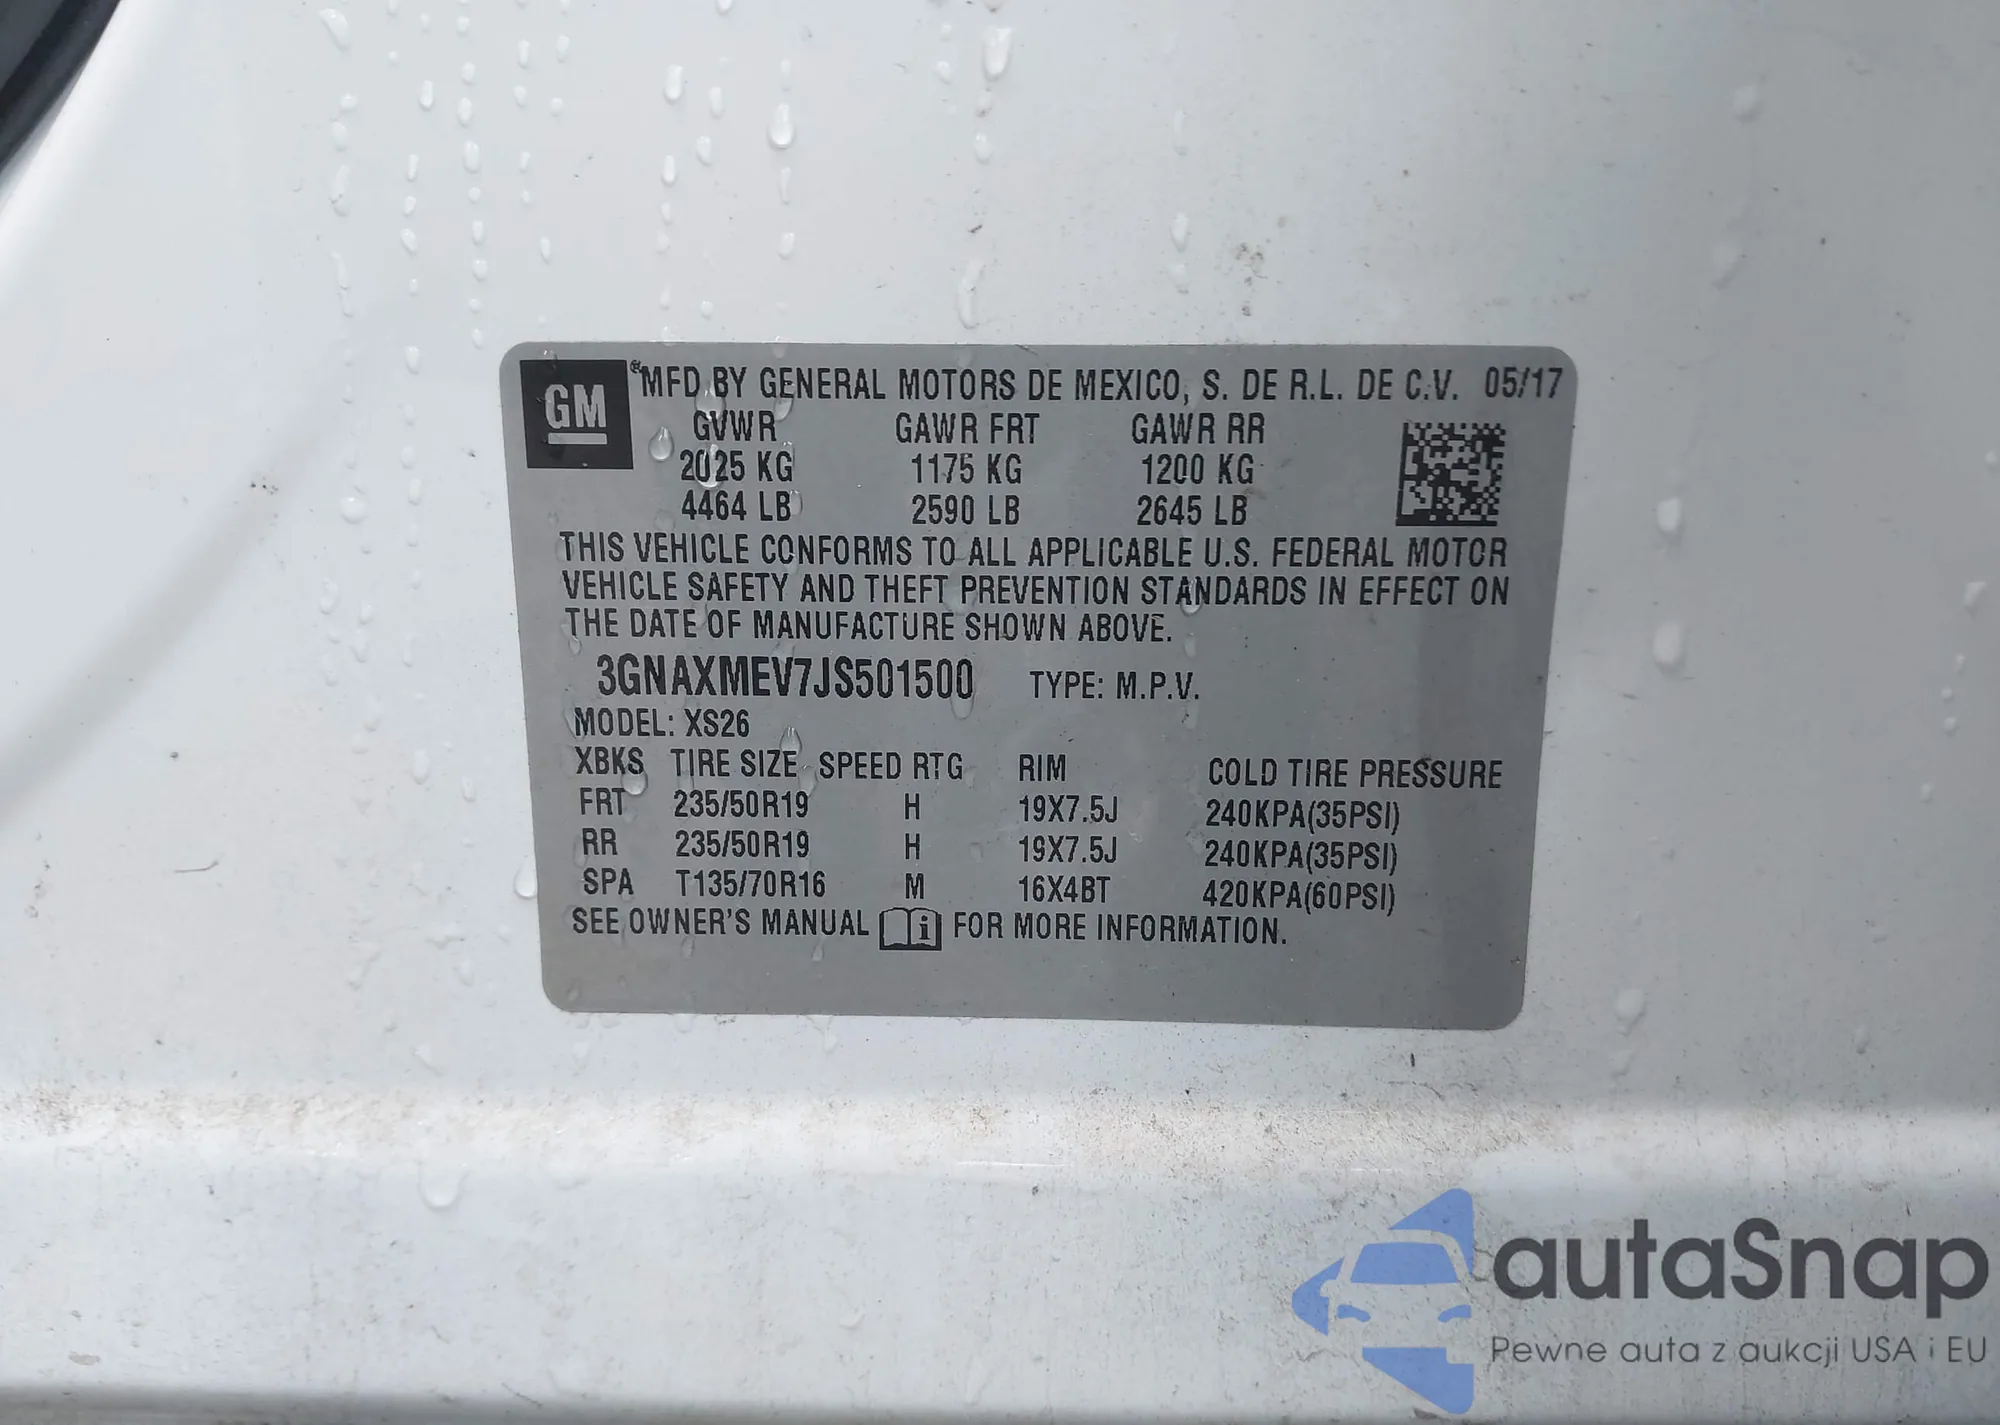 GM
®MFD BY GENERAL MOTORS DE MEXICO, S. DE R.L. DE C.V. 05/17
GVWR GAWR FRT GAWR RR
2025 KG 1175 KG 1200 KG
4464 LB 2590 LB 2645 LB
THIS VEHICLE CONFORMS TO ALL APPLICABLE U.S. FEDERAL MOTOR
VEHICLE SAFETY AND THEFT PREVENTION STANDARDS IN EFFECT ON
THE DATE OF MANUFACTURE SHOWN ABOVE.
3GNAXMEV7JS501500 TYPE: M.P.V.
MODEL: XS26
XBKS TIRE SIZE SPEED RTG RIM COLD TIRE PRESSURE
FRT 235/50R19 H 19X7.5J 240KPA(35PSI)
RR 235/50R19 H 19X7.5J 240KPA(35PSI)
SPA T135/70R16 M 16X4BT 420KPA(60PSI)
SEE OWNER'S MANUAL i FOR MORE INFORMATION.
autaSnap
Pewne auta z aukcji USA i EU